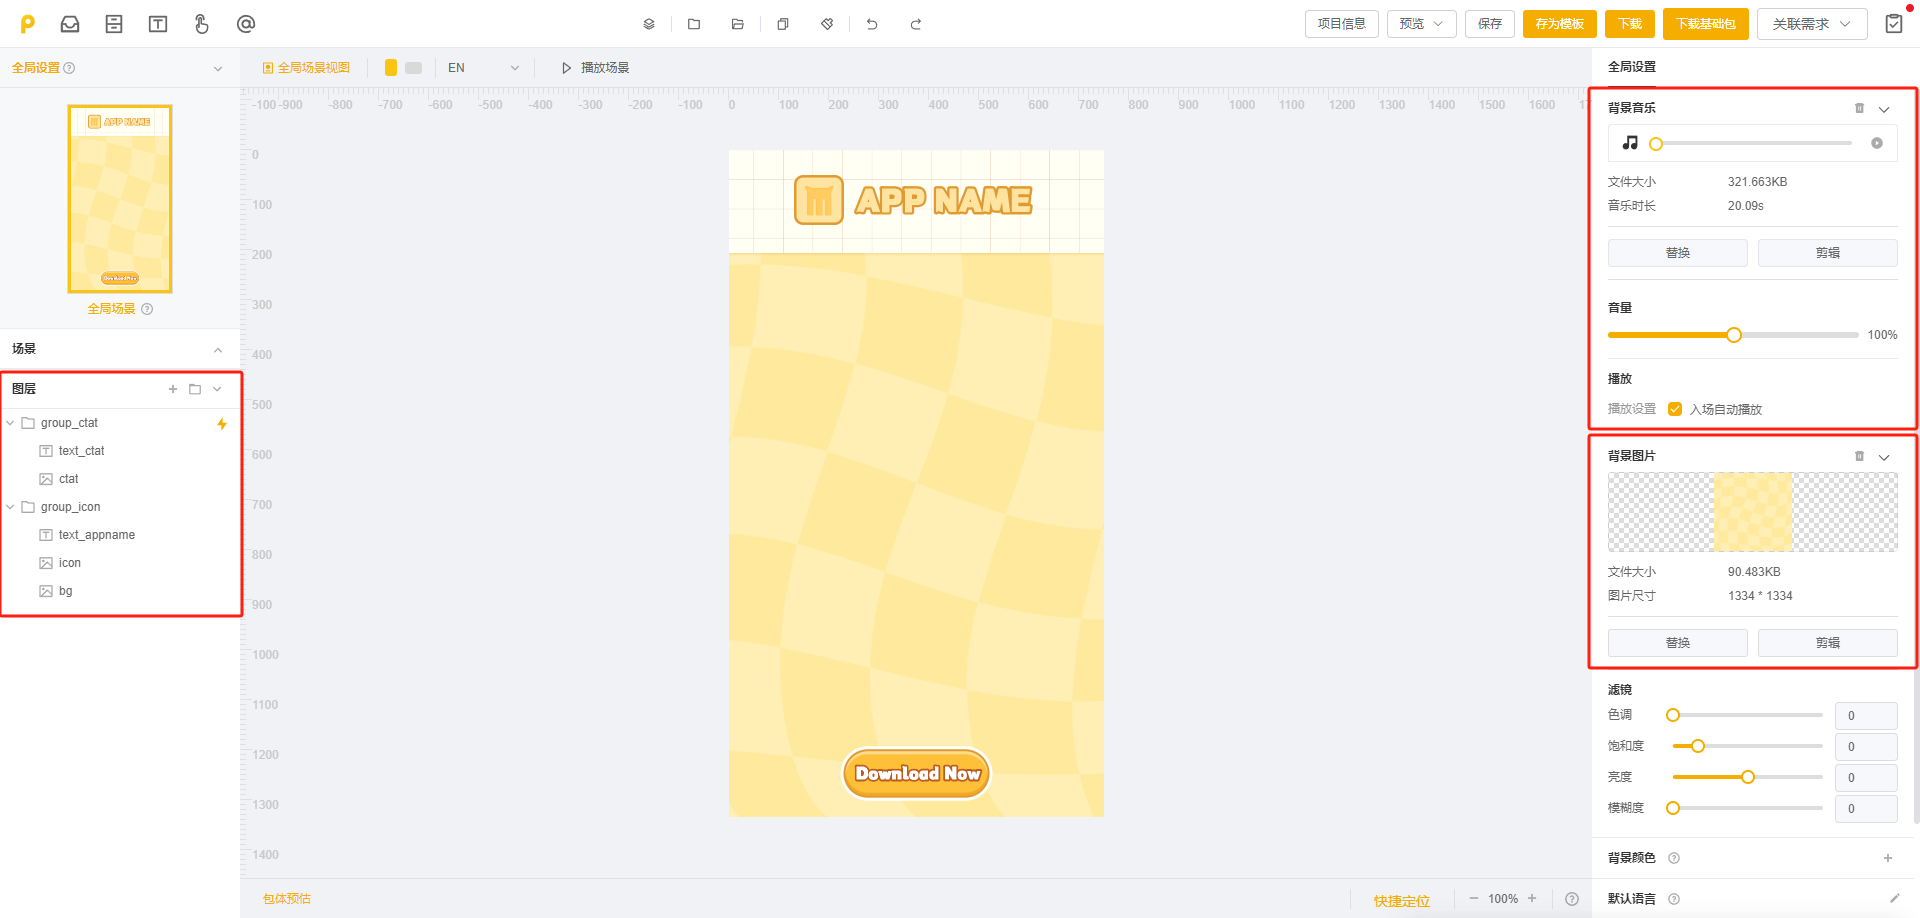 P
项目信息
预览
保存
存为模板
下载
下载基础包
关联需求
全局设置
全局场景视图
EN
播放场景
全局设置
-100 -900 -800 -700 -600 -500 -400 -300 -200 -100 0 100 200 300 400 500 600 700 800 900 1000 1100 1200 1300 1400 1500 1600
APP NAME
Download Now
全局场景
场景
图层
group_ctat
text_ctat
ctat
group_icon
text_appname
icon
bg
0
100
200
300
400
500
600
700
800
900
1000
1100
1200
1300
1400
APP NAME
Download Now
包体预估
快捷定位
100%
背景音乐
文件大小 321.663KB
音乐时长 20.09s
替换
剪辑
音量
100%
播放
播放设置 入场自动播放
背景图片
文件大小 90.483KB
图片尺寸 1334 * 1334
替换
剪辑
滤镜
色调 0
饱和度 0
亮度 0
模糊度 0
背景颜色
默认语言